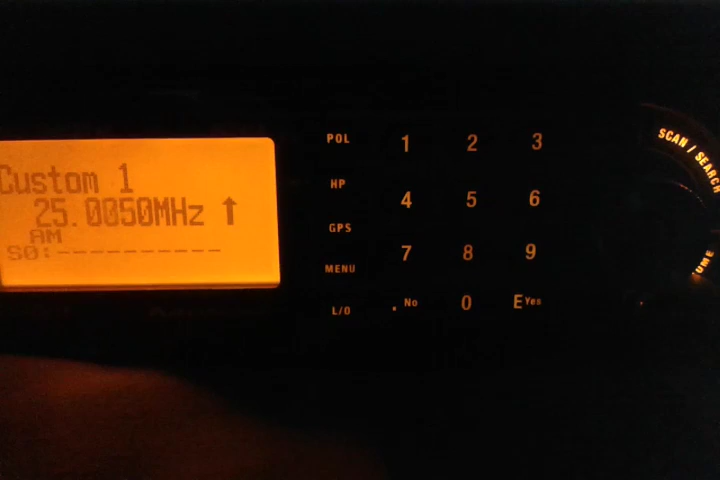 Custom 1
25.0050MHz ↑
AM
S0:----------
POL 1 2 3
HP 4 5 6
GPS 7 8 9
MENU
L/O . No 0 E Yes
SCAN / SEARCH